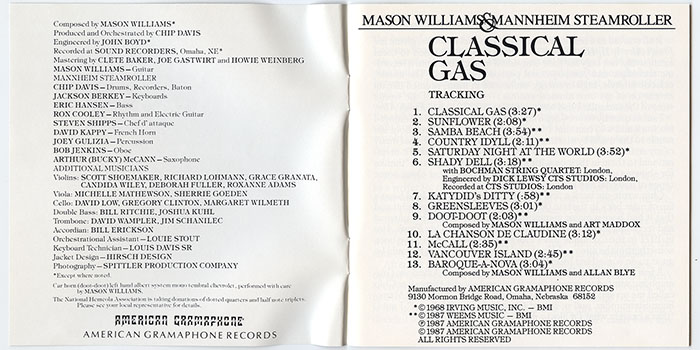 Composed by MASON WILLIAMS*
Produced and Orchestrated by CHIP DAVIS
Engineered by JOHN BOYD*
Recorded at SOUND RECORDERS, Omaha, NE*
Mastering by CLETE BAKER, JOE GASTWIRT and HOWIE WEINBERG
MASON WILLIAMS—Guitar
MANNHEIM STEAMROLLER
CHIP DAVIS—Drums, Recorders, Baton
JACKSON BERKEY—Keyboards
ERIC HANSEN—Bass
RON COOLEY—Rhythm and Electric Guitar
STEVEN SHIPPS—Chef d'attaque
DAVID KAPPY—French Horn
JOEY GULIZIA—Percussion
BOB JENKINS—Oboe
ARTHUR (BUCKY) McCANN—Saxophone
ADDITIONAL MUSICIANS
Violins: SCOTT SHOEMAKER, RICHARD LOHMANN, GRACE GRANATA,
CANDIDA WILEY, DEBORAH FULLER, ROXANNE ADAMS
Viola: MICHELLE MATHEWSON, SHERRIE GOEDEN
Cello: DAVID LOW, GREGORY CLINTON, MARGARET WILMETH
Double Bass: BILL RITCHIE, JOSHUA KUHL
Trombone: DAVID WAMPLER, JIM SCHANILEC
Accordian: BILL ERICKSON
Orchestrational Assistant—LOUIE STOUT
Keyboard Technician—LOUIS DAVIS SR
Jacket Design—HIRSCH DESIGN
Photography—SPITTLER PRODUCTION COMPANY
*Except where noted.
Car horn (doot-doot) left hand albery system mono tendral chevrolet, performed with care
by MASON WILLIAMS.
The National Hemiola Association is taking donations of dotted quarters and half note triplets.
Please see your local representative for details.
AMERICAN GRAMAPHONE
AMERICAN GRAMAPHONE RECORDS
MASON WILLIAMS & MANNHEIM STEAMROLLER
CLASSICAL
GAS
TRACKING
1. CLASSICAL GAS (3:27)*
2. SUNFLOWER (2:08)*
3. SAMBA BEACH (3:54)**
4. COUNTRY IDYLL (2:11)**
5. SATURDAY NIGHT AT THE WORLD (3:52)*
6. SHADY DELL (3:18)**
with BOCHMAN STRING QUARTET: London,
Engineered by DICK LEWSY CTS STUDIOS: London,
Recorded at CTS STUDIOS: London
7. KATYDID'S DITTY (:58)**
8. GREENSLEEVES (3:01)*
9. DOOT-DOOT (2:03)**
Composed by MASON WILLIAMS and ART MADDOX
10. LA CHANSON DE CLAUDINE (3:12)*
11. McCALL (2:35)**
12. VANCOUVER ISLAND (2:45)**
13. BAROQUE-A-NOVA (3:04)*
Composed by MASON WILLIAMS and ALLAN BLYE
Manufactured by AMERICAN GRAMAPHONE RECORDS
9130 Mormon Bridge Road, Omaha, Nebraska 68152
*© 1968 IRVING MUSIC, INC. — BMI
**© 1987 WEEMS MUSIC — BMI
℗ 1987 AMERICAN GRAMAPHONE RECORDS
© 1987 AMERICAN GRAMAPHONE RECORDS
ALL RIGHTS RESERVED